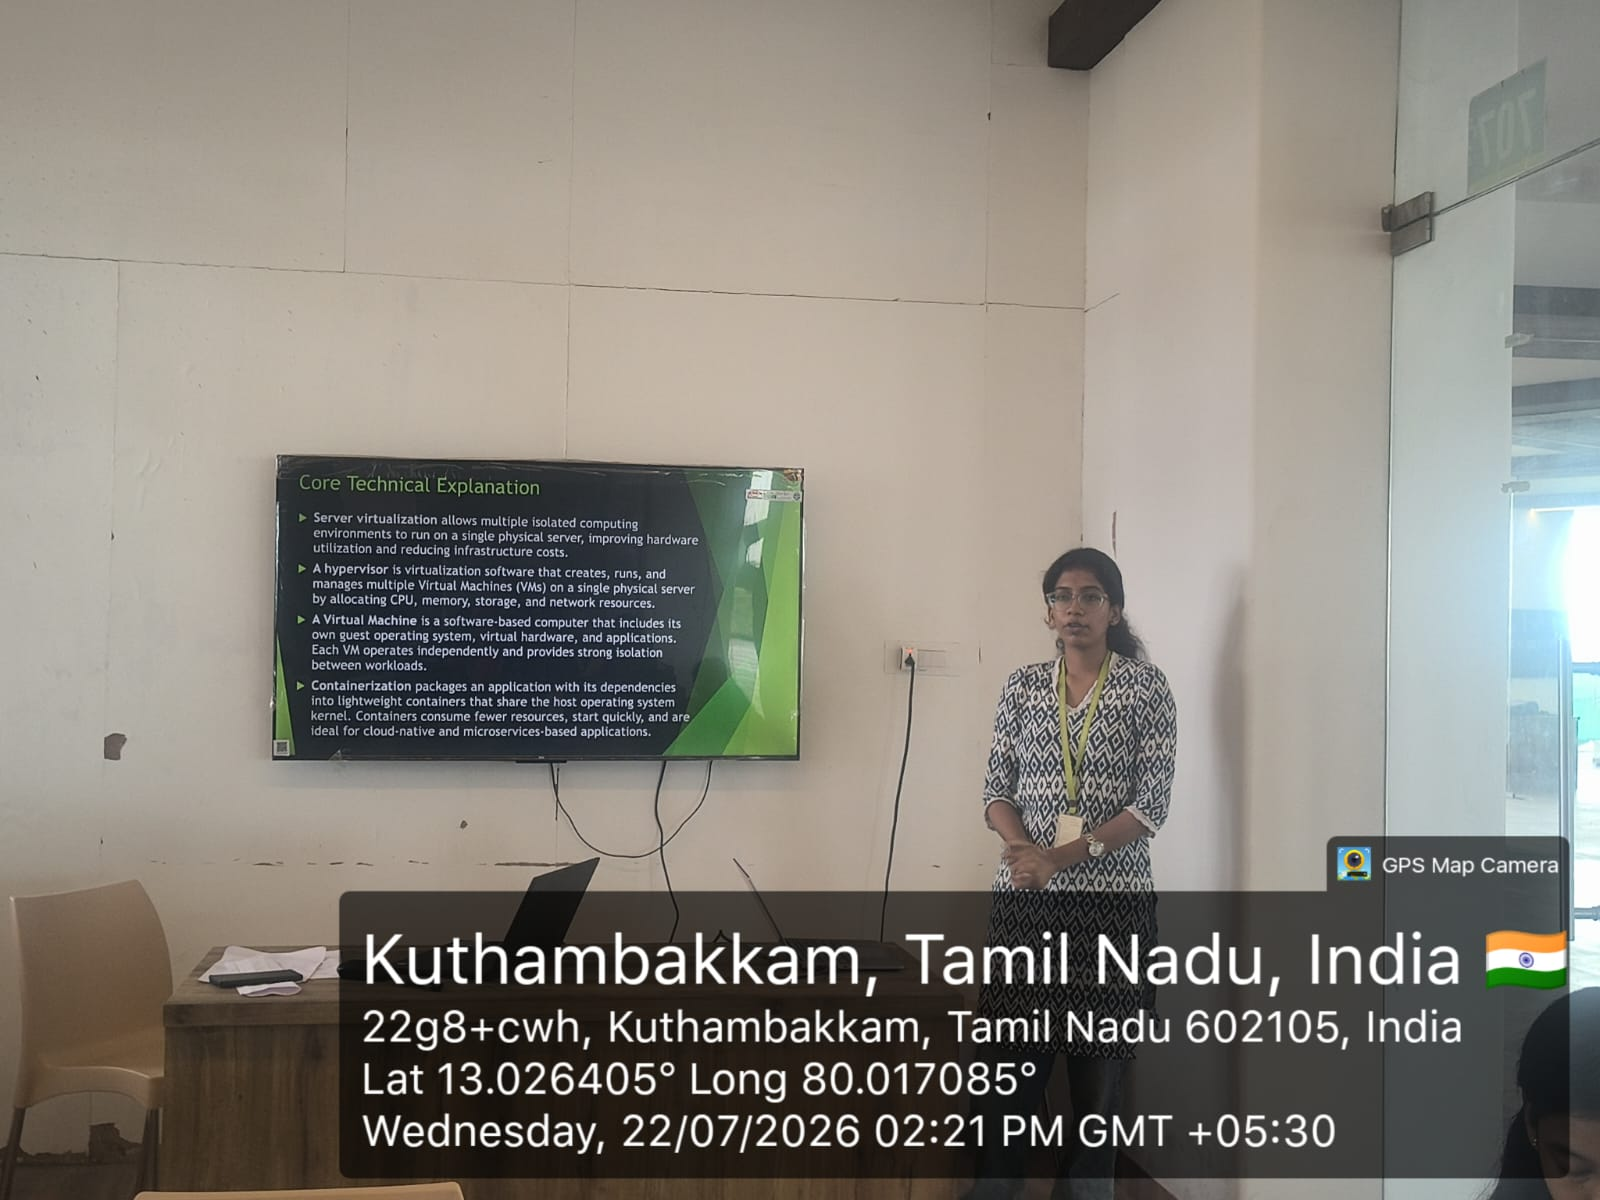 707
Core Technical Explanation
Server virtualization allows multiple isolated computing
environments to run on a single physical server, improving hardware
utilization and reducing infrastructure costs.
A hypervisor is virtualization software that creates, runs, and
manages multiple Virtual Machines (VMs) on a single physical server
by allocating CPU, memory, storage, and network resources.
A Virtual Machine is a software-based computer that includes its
own guest operating system, virtual hardware, and applications.
Each VM operates independently and provides strong isolation
between workloads.
Containerization packages an application with its dependencies
into lightweight containers that share the host operating system
kernel. Containers consume fewer resources, start quickly, and are
ideal for cloud-native and microservices-based applications.
GPS Map Camera
Kuthambakkam, Tamil Nadu, India
22g8+cwh, Kuthambakkam, Tamil Nadu 602105, India
Lat 13.026405° Long 80.017085°
Wednesday, 22/07/2026 02:21 PM GMT +05:30